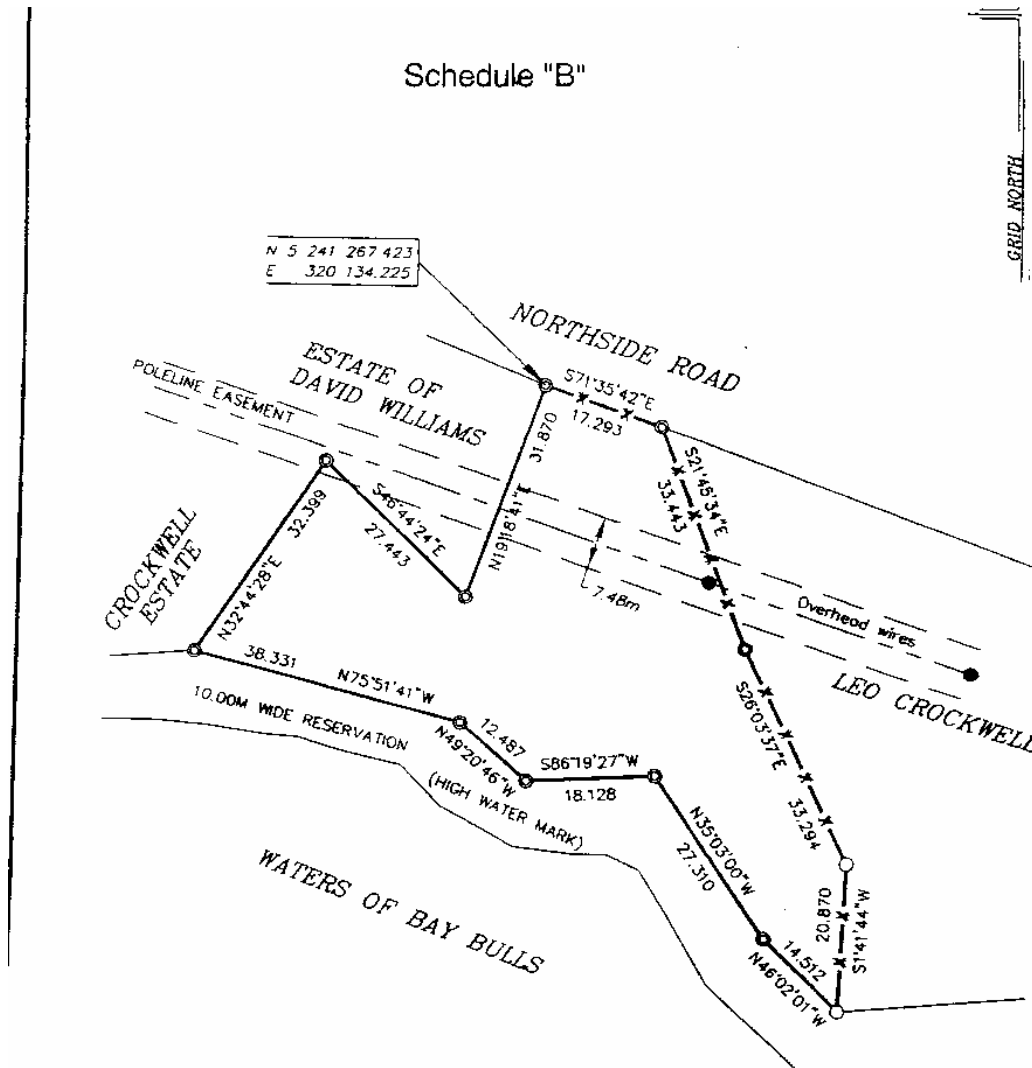 Schedule "B"
GRID NORTH
N 5 241 267 423
E 320 134.225
NORTHSIDE ROAD
ESTATE OF
DAVID WILLIAMS
POLELINE EASEMENT
S71°35'42"E
17.293
31.870
N19°18'41"E
33.443
S46°44'24"E
27.443
32.399
N32°44'28"E
CROCKWELL
ESTATE
7.48m
Overhead wires
LEO CROCKWELL
S26°03'37"E
33.294
38.331
N75°51'41"W
10.00M WIDE RESERVATION
12.487
N49°20'46"W
S86°19'27"W
18.128
(HIGH WATER MARK)
N35°03'00"W
27.310
20.870
S1°41'44"W
14.512
N46°02'01"W
WATERS OF BAY BULLS